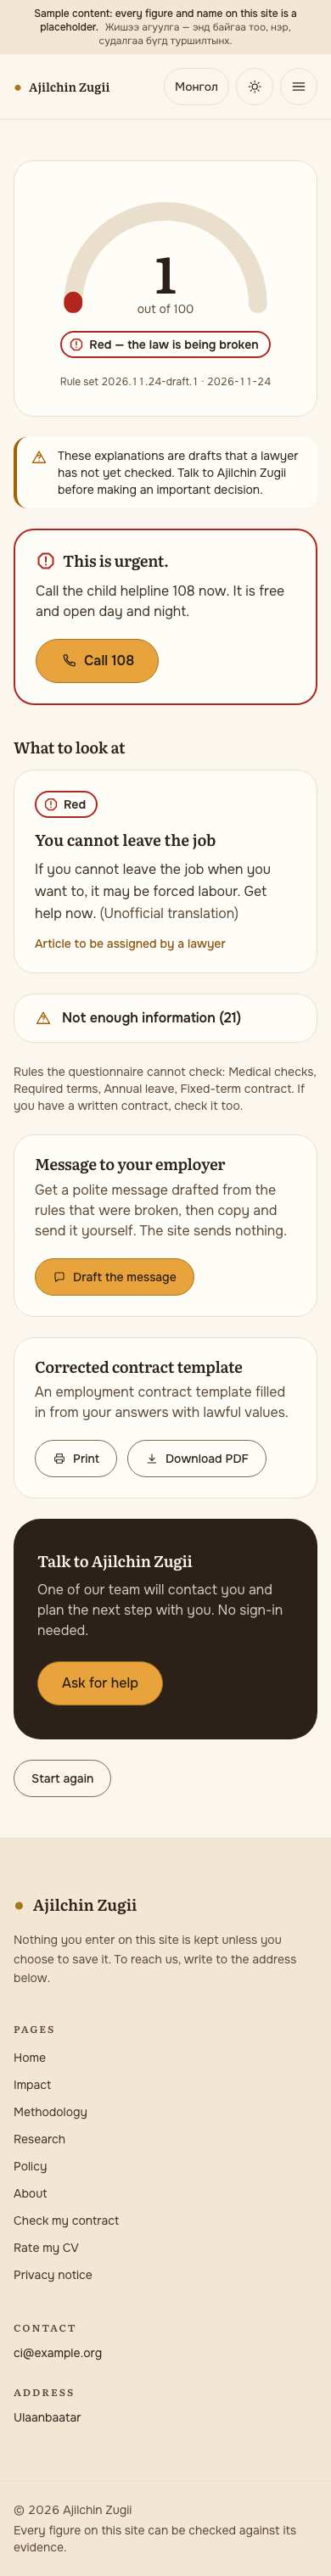 Sample content: every figure and name on this site is a
placeholder. Жишээ агуулга — энд байгаа тоо, нэр,
судалгаа бүгд туршилтынх.
Ajilchin Zugii
Монгол
1
out of 100
Red — the law is being broken
Rule set 2026.11.24-draft.1 · 2026-11-24
These explanations are drafts that a lawyer
has not yet checked. Talk to Ajilchin Zugii
before making an important decision.
This is urgent.
Call the child helpline 108 now. It is free
and open day and night.
Call 108
What to look at
Red
You cannot leave the job
If you cannot leave the job when you
want to, it may be forced labour. Get
help now. (Unofficial translation)
Article to be assigned by a lawyer
Not enough information (21)
Rules the questionnaire cannot check: Medical checks,
Required terms, Annual leave, Fixed-term contract. If
you have a written contract, check it too.
Message to your employer
Get a polite message drafted from the
rules that were broken, then copy and
send it yourself. The site sends nothing.
Draft the message
Corrected contract template
An employment contract template filled
in from your answers with lawful values.
Print
Download PDF
Talk to Ajilchin Zugii
One of our team will contact you and
plan the next step with you. No sign-in
needed.
Ask for help
Start again
Ajilchin Zugii
Nothing you enter on this site is kept unless you
choose to save it. To reach us, write to the address
below.
PAGES
Home
Impact
Methodology
Research
Policy
About
Check my contract
Rate my CV
Privacy notice
CONTACT
ci@example.org
ADDRESS
Ulaanbaatar
© 2026 Ajilchin Zugii
Every figure on this site can be checked against its
evidence.